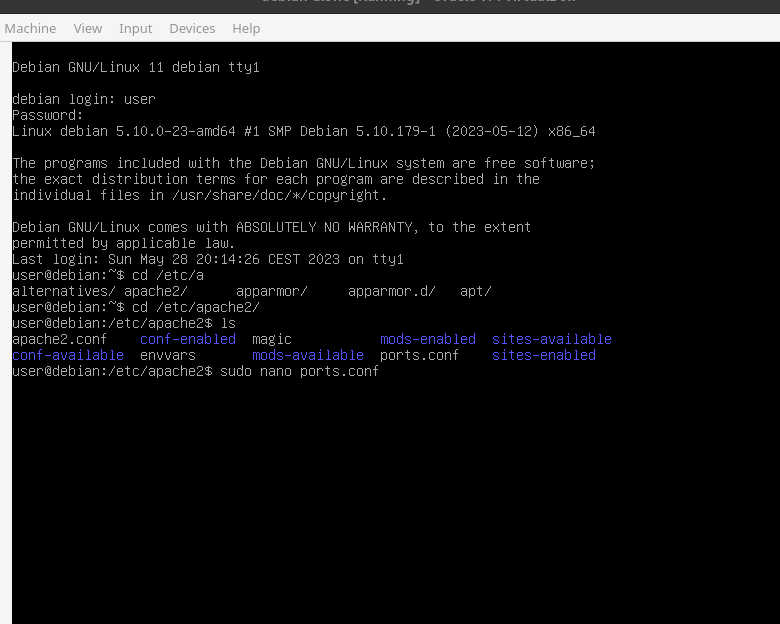 Machine View Input Devices Help
Debian GNU/Linux 11 debian tty1
debian login: user
Password:
Linux debian 5.10.0-23-amd64 #1 SMP Debian 5.10.179-1 (2023-05-12) x86_64
The programs included with the Debian GNU/Linux system are free software;
the exact distribution terms for each program are described in the
individual files in /usr/share/doc/*/copyright.
Debian GNU/Linux comes with ABSOLUTELY NO WARRANTY, to the extent
permitted by applicable law.
Last login: Sun May 28 20:14:26 CEST 2023 on tty1
user@debian:~$ cd /etc/a
alternatives/ apache2/ apparmor/ apparmor.d/ apt/
user@debian:~$ cd /etc/apache2/
user@debian:/etc/apache2$ ls
apache2.conf conf-enabled magic mods-enabled sites-available
conf-available envvars mods-available ports.conf sites-enabled
user@debian:/etc/apache2$ sudo nano ports.conf